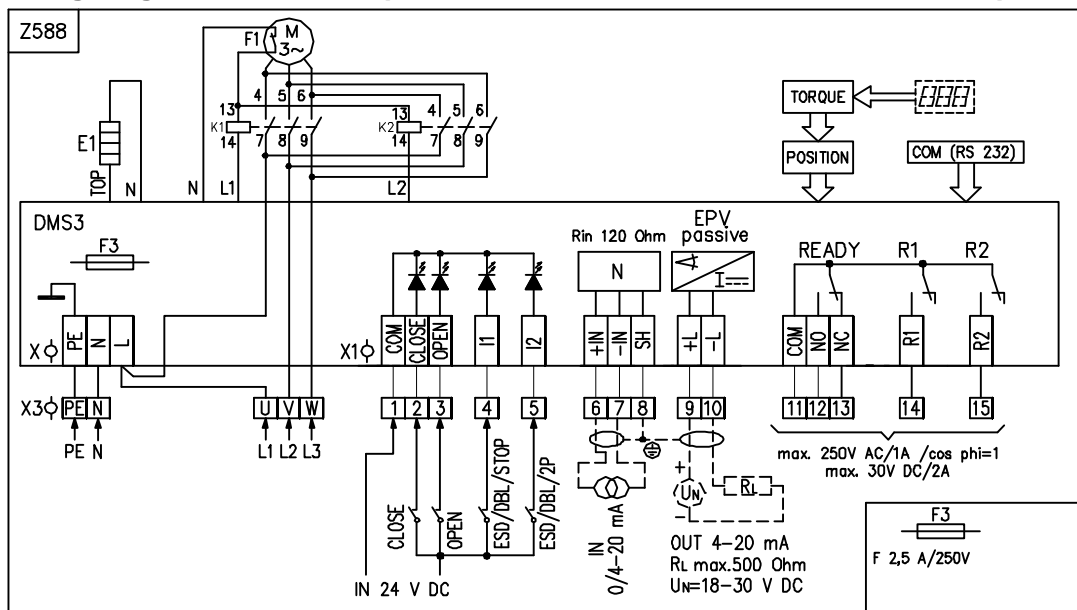 Z588
F1
M
3~
4 5 6
13
K1
14
7 8 9
13
K2
14
4 5 6
7 8 9
E1
TOP
N
N
L1
L2
TORQUE
POSITION
COM (RS 232)
DMS3
F3
Rin 120 Ohm
N
EPV
passive
I
READY
R1
R2
X
PE
N
L
X1
COM
CLOSE
OPEN
I1
I2
+IN
-IN
SH
+L
-L
COM
NO
NC
R1
R2
X3
PE N
U V W
1 2 3 4 5 6 7 8 9 10 11 12 13 14 15
PE N
L1 L2 L3
max. 250V AC/1A /cos phi=1
max. 30V DC/2A
CLOSE
OPEN
ESD/DBL/STOP
ESD/DBL/2P
IN 24 V DC
IN
0/4-20 mA
+
UN
-
RL
OUT 4-20 mA
RL max.500 Ohm
UN=18-30 V DC
F3
F 2,5 A/250V